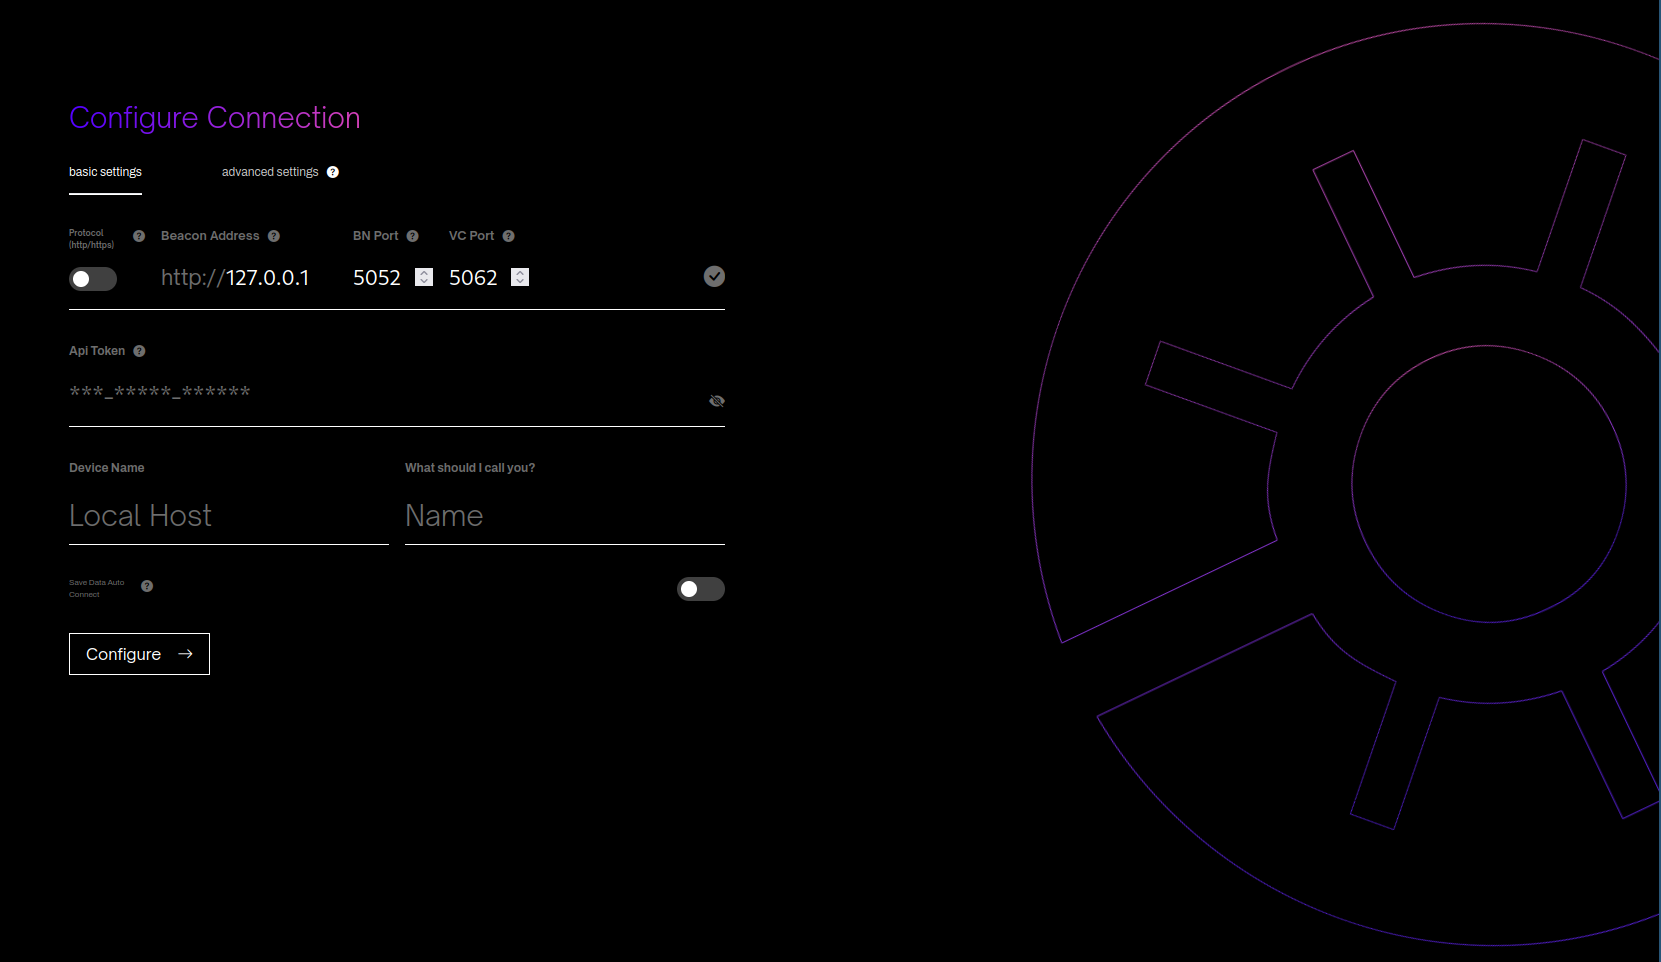 Configure Connection
basic settings
advanced settings ?
Protocol
(http/https) ?
Beacon Address ?
BN Port ?
VC Port ?
http://127.0.0.1
5052
5062
Api Token ?
***_*****_******
Device Name
What should I call you?
Local Host
Name
Save Data Auto
Connect ?
Configure →